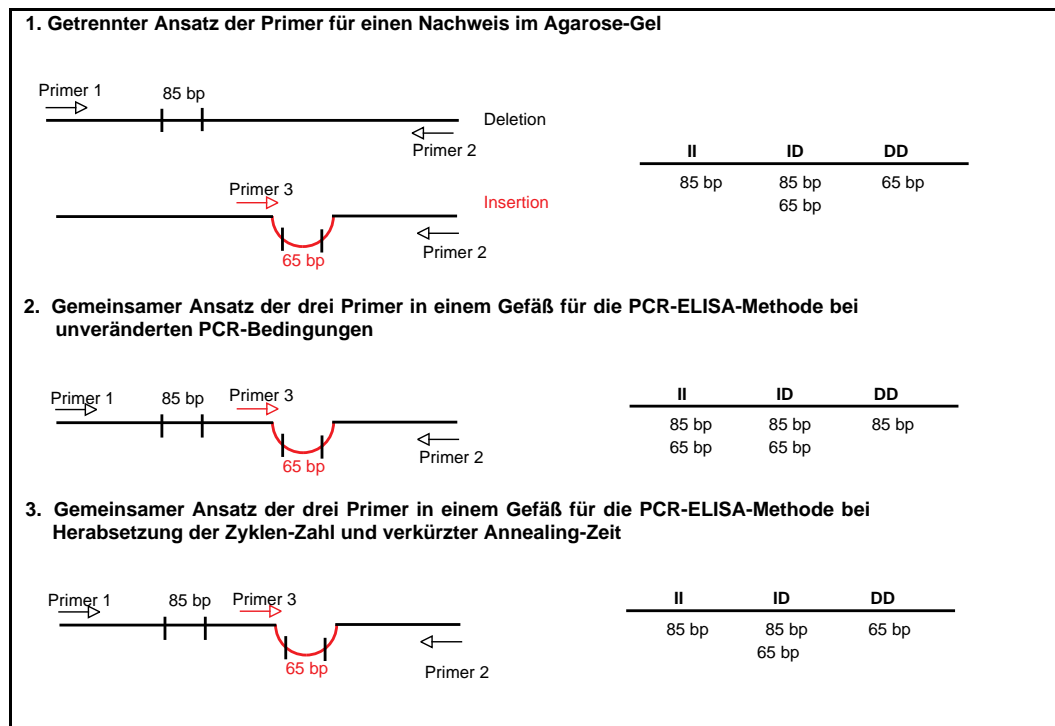 1. Getrennter Ansatz der Primer für einen Nachweis im Agarose-Gel
Primer 1
85 bp
Deletion
Primer 2
Primer 3
Insertion
65 bp
Primer 2
II ID DD
85 bp 85 bp 65 bp
65 bp
2. Gemeinsamer Ansatz der drei Primer in einem Gefäß für die PCR-ELISA-Methode bei
unveränderten PCR-Bedingungen
Primer 1 85 bp Primer 3
65 bp
Primer 2
II ID DD
85 bp 85 bp 85 bp
65 bp 65 bp
3. Gemeinsamer Ansatz der drei Primer in einem Gefäß für die PCR-ELISA-Methode bei
Herabsetzung der Zyklen-Zahl und verkürzter Annealing-Zeit
Primer 1 85 bp Primer 3
65 bp
Primer 2
II ID DD
85 bp 85 bp 65 bp
65 bp